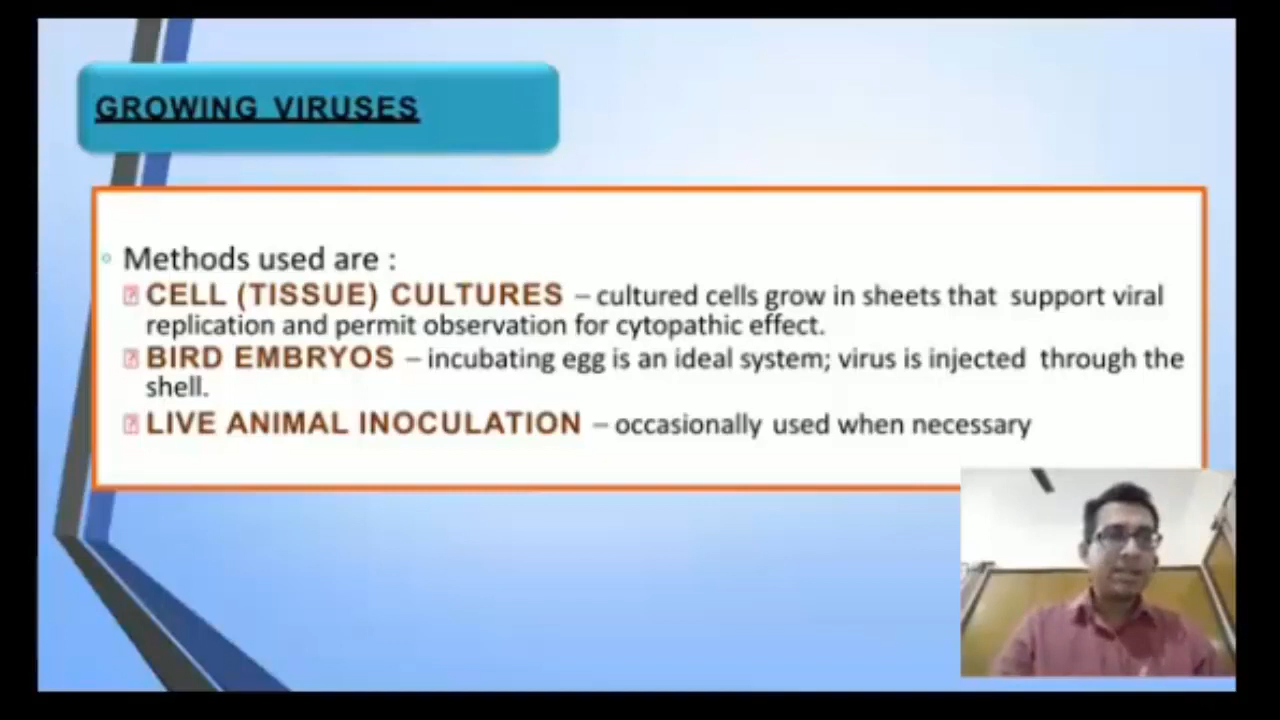 GROWING VIRUSES
Methods used are :
CELL (TISSUE) CULTURES – cultured cells grow in sheets that support viral
replication and permit observation for cytopathic effect.
BIRD EMBRYOS – incubating egg is an ideal system; virus is injected through the
shell.
LIVE ANIMAL INOCULATION – occasionally used when necessary